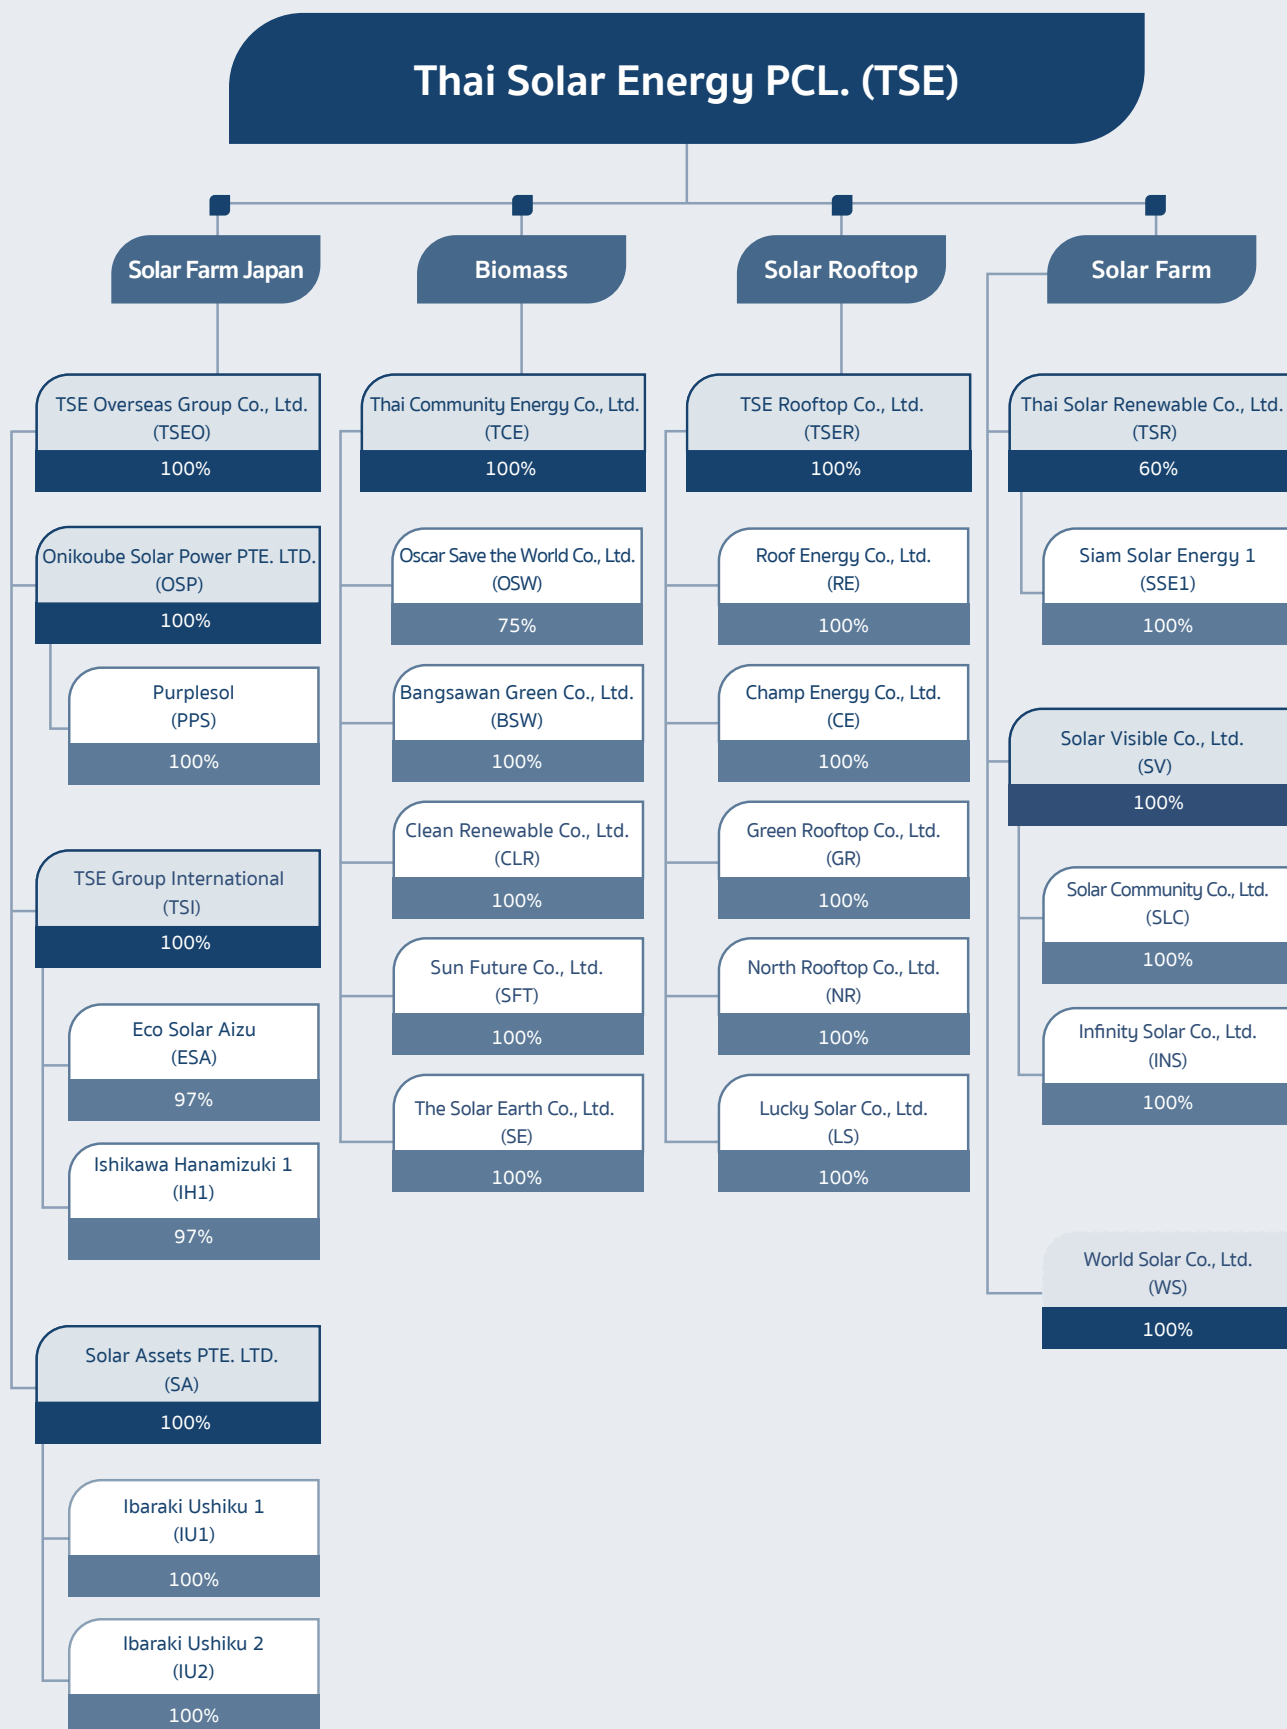 Thai Solar Energy PCL. (TSE)
Solar Farm Japan
TSE Overseas Group Co., Ltd.
(TSEO)
100%
Onikoube Solar Power PTE. LTD.
(OSP)
100%
Purplesol
(PPS)
100%
TSE Group International
(TSI)
100%
Eco Solar Aizu
(ESA)
97%
Ishikawa Hanamizuki 1
(IH1)
97%
Solar Assets PTE. LTD.
(SA)
100%
Ibaraki Ushiku 1
(IU1)
100%
Ibaraki Ushiku 2
(IU2)
100%
Biomass
Thai Community Energy Co., Ltd.
(TCE)
100%
Oscar Save the World Co., Ltd.
(OSW)
75%
Bangsawan Green Co., Ltd.
(BSW)
100%
Clean Renewable Co., Ltd.
(CLR)
100%
Sun Future Co., Ltd.
(SFT)
100%
The Solar Earth Co., Ltd.
(SE)
100%
Solar Rooftop
TSE Rooftop Co., Ltd.
(TSER)
100%
Roof Energy Co., Ltd.
(RE)
100%
Champ Energy Co., Ltd.
(CE)
100%
Green Rooftop Co., Ltd.
(GR)
100%
North Rooftop Co., Ltd.
(NR)
100%
Lucky Solar Co., Ltd.
(LS)
100%
Solar Farm
Thai Solar Renewable Co., Ltd.
(TSR)
60%
Siam Solar Energy 1
(SSE1)
100%
Solar Visible Co., Ltd.
(SV)
100%
Solar Community Co., Ltd.
(SLC)
100%
Infinity Solar Co., Ltd.
(INS)
100%
World Solar Co., Ltd.
(WS)
100%